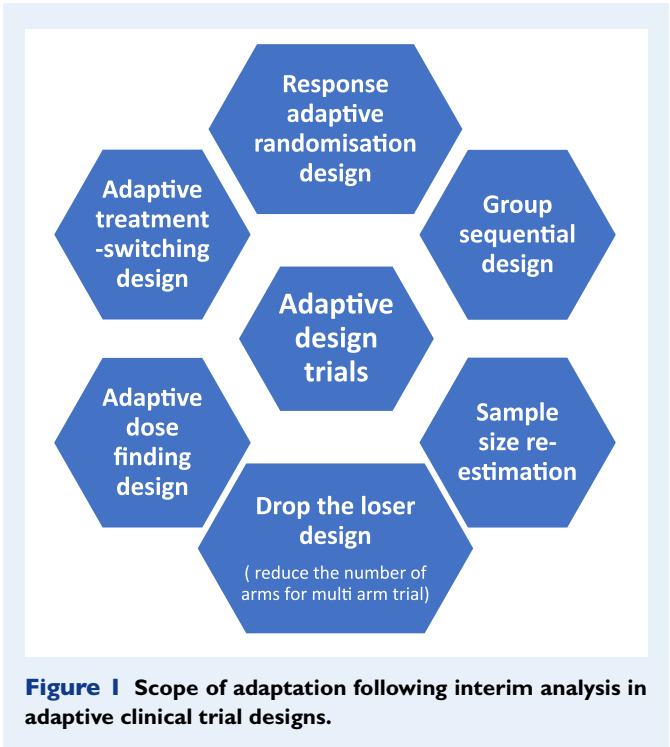 Response
adaptive
randomisation
design
Adaptive
treatment
-switching
design
Group
sequential
design
Adaptive
design
trials
Adaptive
dose
finding
design
Sample
size re-
estimation
Drop the loser
design
( reduce the number of
arms for multi arm trial)
Figure 1 Scope of adaptation following interim analysis in
adaptive clinical trial designs.